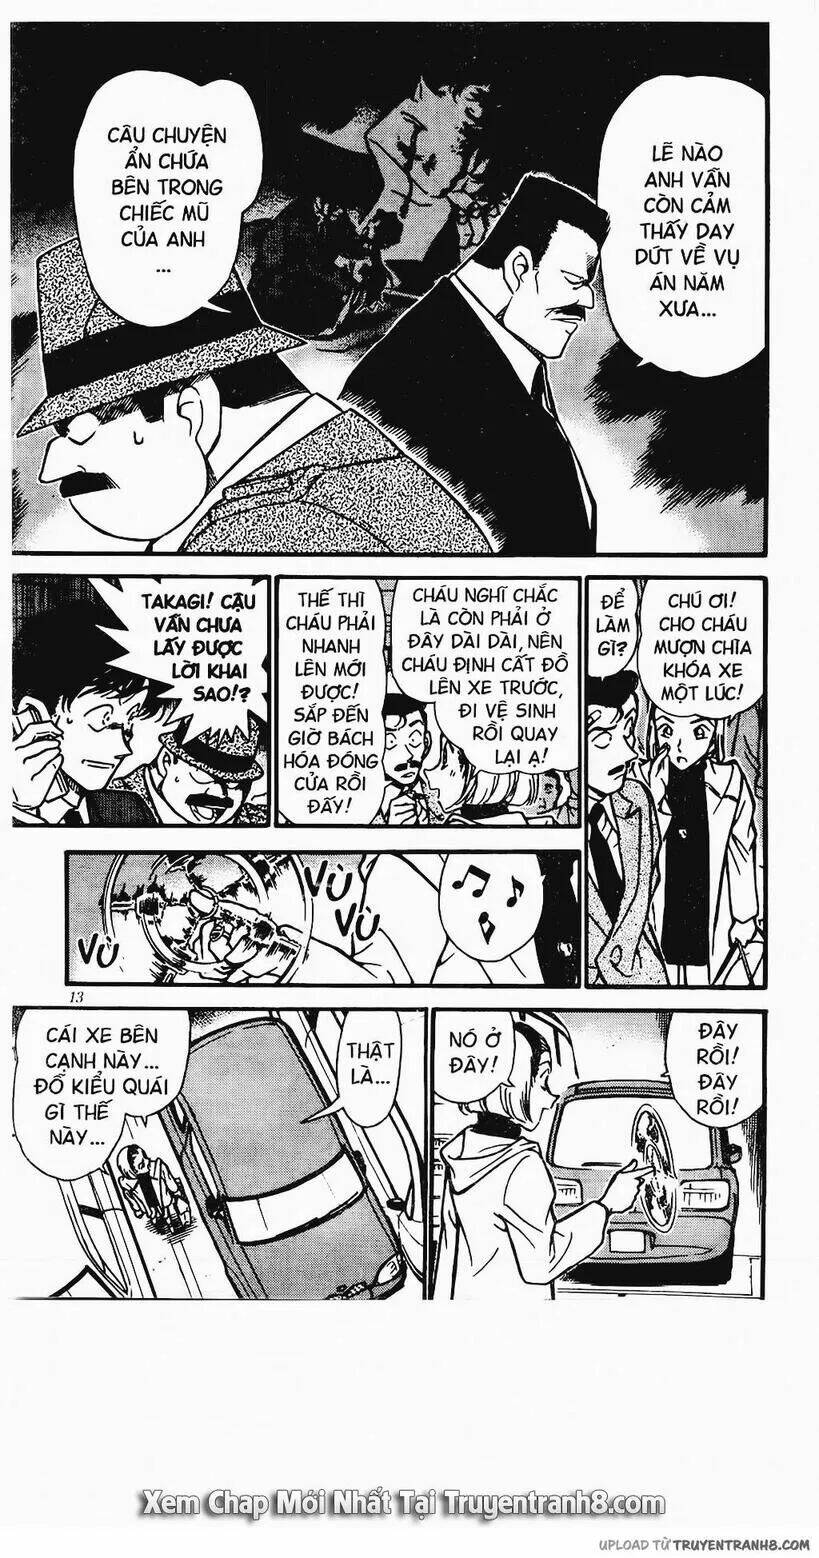 LẼ NÀO
ANH VẪN
CÒN CẢM
THẤY DAY
DỨT VỀ VỤ
ÁN NĂM
XƯA...
CÂU CHUYỆN
ẨN CHỨA
BÊN TRONG
CHIẾC MŨ
CỦA ANH
...
CHÚ ƠI!
CHO CHÁU
MƯỢN CHÌA
KHÓA XE
MỘT LÚC!
ĐỂ
LÀM
GÌ?
CHÁU NGHĨ CHẮC
LÀ CÒN PHẢI Ở
ĐÂY DÀI DÀI, NÊN
CHÁU ĐỊNH CẤT ĐỒ
LÊN XE TRƯỚC,
ĐI VỆ SINH
RỒI QUAY
LẠI Ạ!
THẾ THÌ
CHÁU PHẢI
NHANH
LÊN MỚI
ĐƯỢC!
SẮP ĐẾN
GIỜ BÁCH
HÓA ĐÓNG
CỬA RỒI
ĐẤY!
TAKAGI! CẬU
VẪN CHƯA
LẤY ĐƯỢC
LỜI KHAI
SAO!?
VÙ
VÙ
VÙ
13
ĐÂY
RỒI! ĐÂY
RỒI!
NÓ Ở
ĐÂY!
THẬT
LÀ...
CÁI XE BÊN
CẠNH NÀY...
ĐỖ KIỂU QUÁI
GÌ THẾ
NÀY...
Xem Chap Mới Nhất Tại Truyentranh8.com
UPLOAD TỪ TRUYENTRANH8.COM